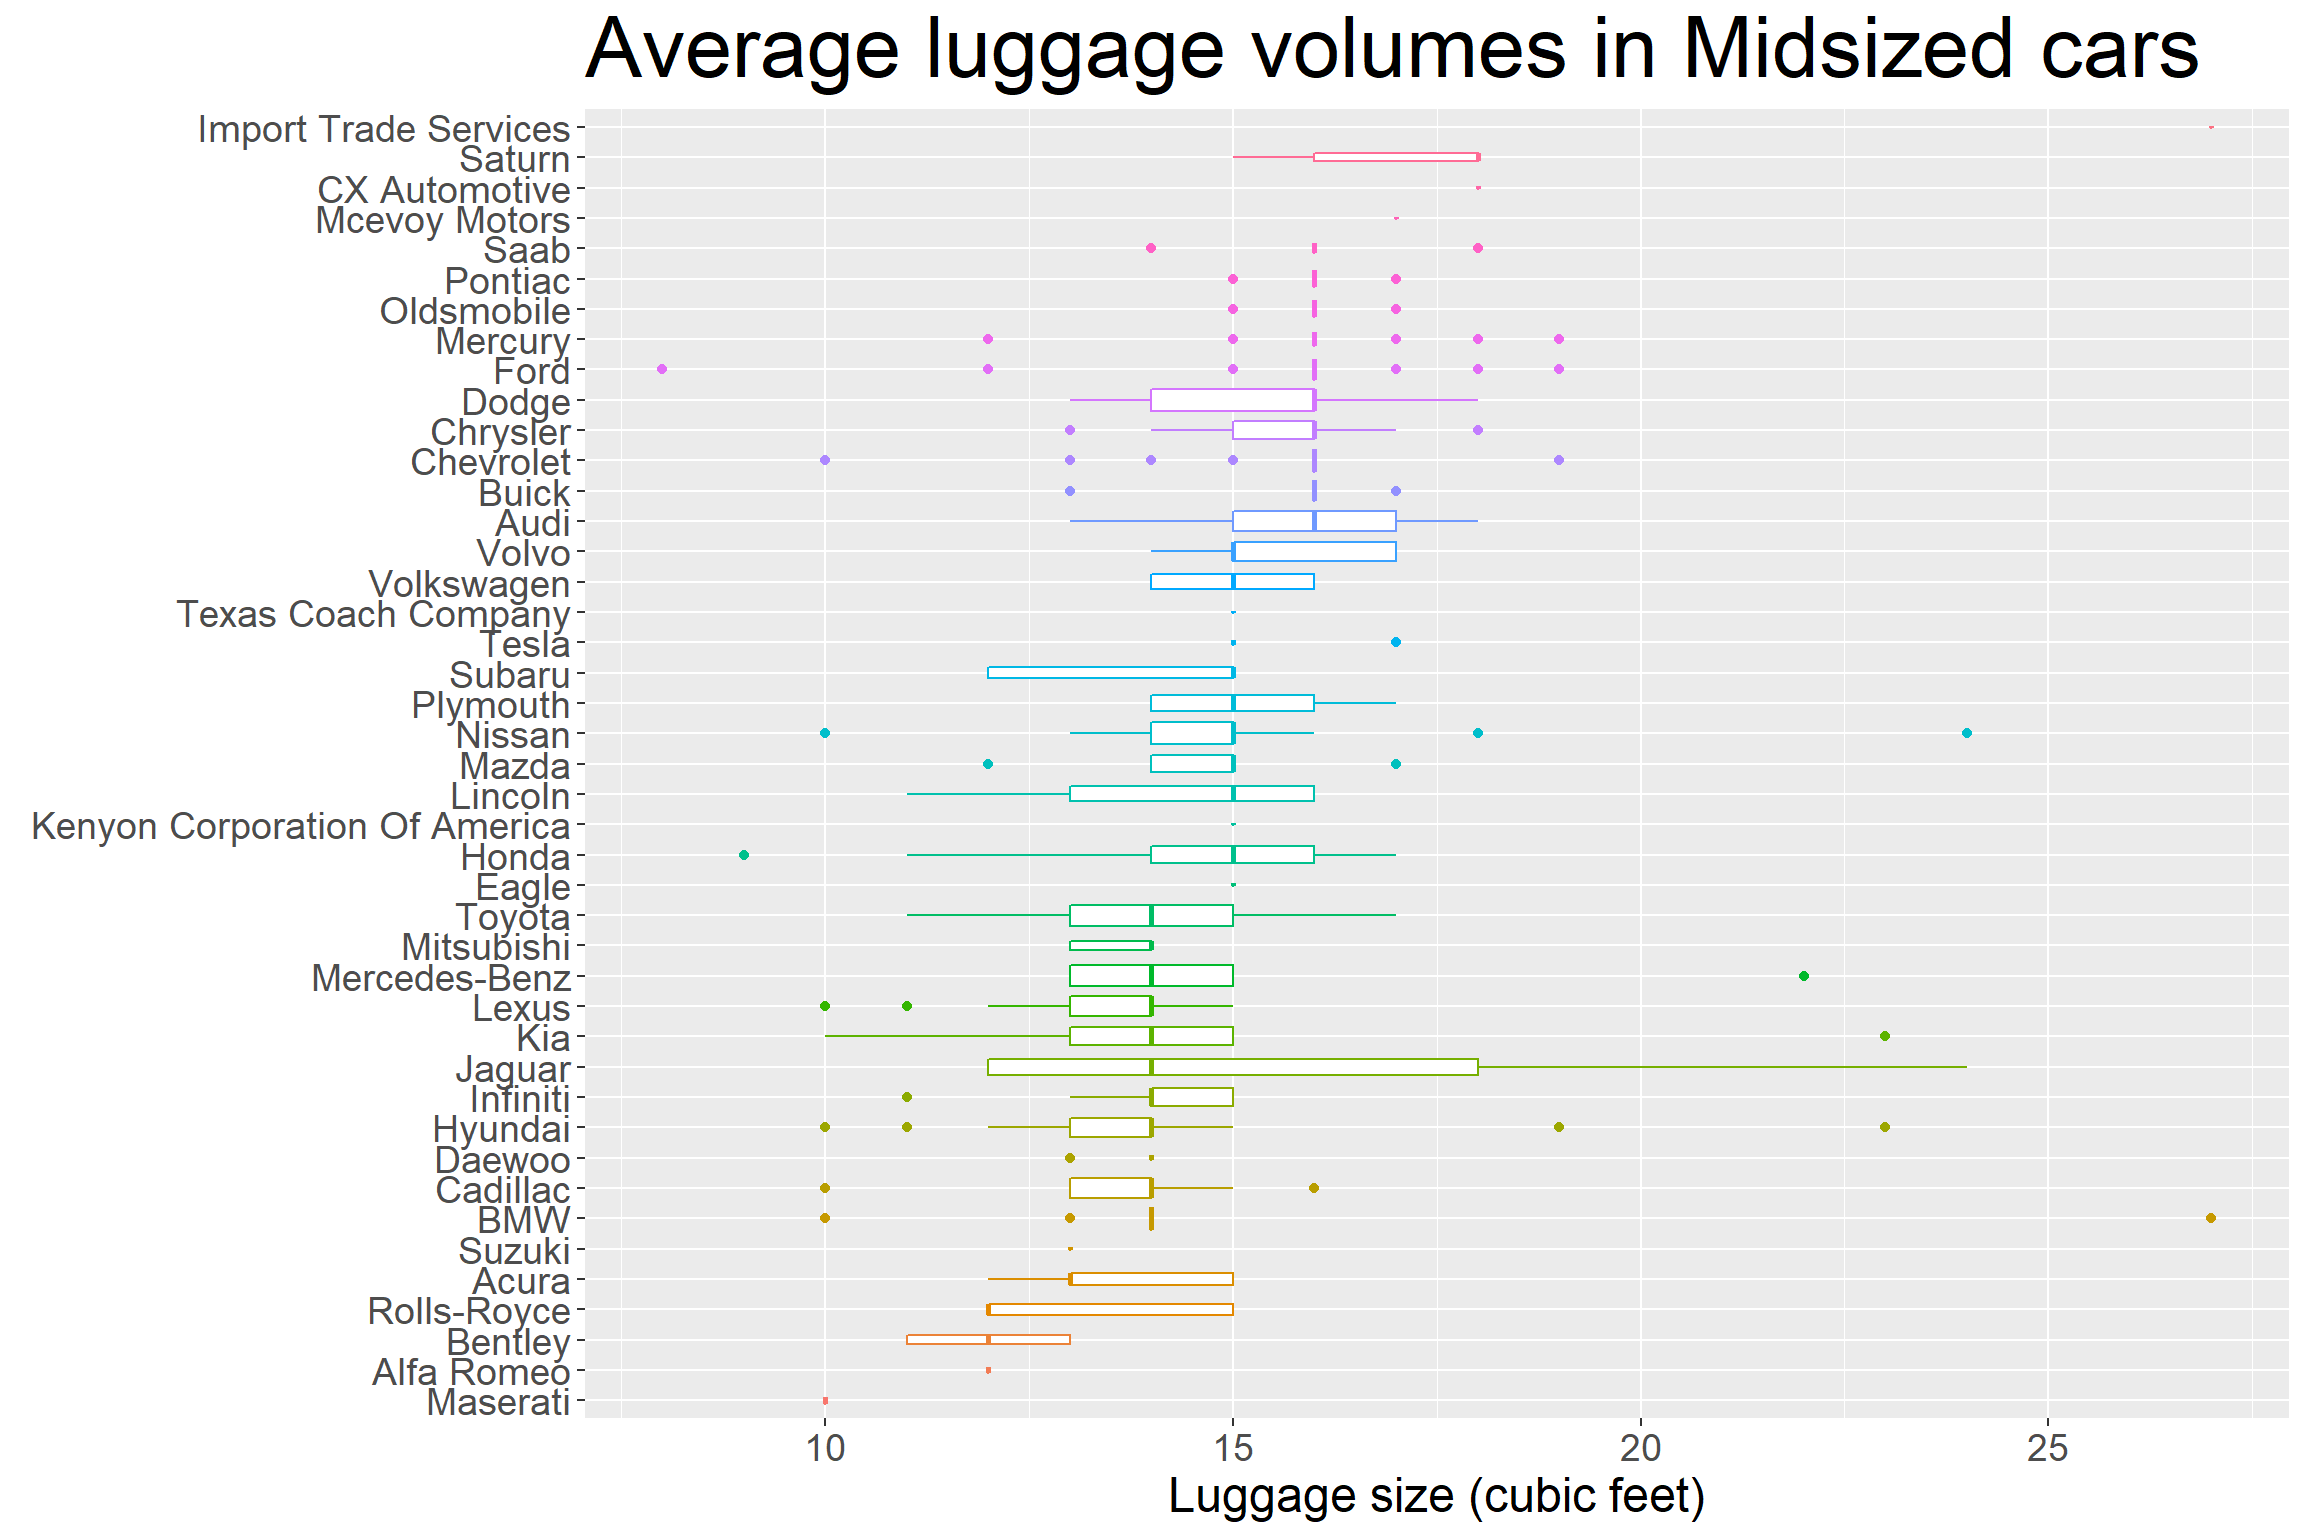 Average luggage volumes in Midsized cars
Import Trade Services
Saturn
CX Automotive
Mcevoy Motors
Saab
Pontiac
Oldsmobile
Mercury
Ford
Dodge
Chrysler
Chevrolet
Buick
Audi
Volvo
Volkswagen
Texas Coach Company
Tesla
Subaru
Plymouth
Nissan
Mazda
Lincoln
Kenyon Corporation Of America
Honda
Eagle
Toyota
Mitsubishi
Mercedes-Benz
Lexus
Kia
Jaguar
Infiniti
Hyundai
Daewoo
Cadillac
BMW
Suzuki
Acura
Rolls-Royce
Bentley
Alfa Romeo
Maserati
10 15 20 25
Luggage size (cubic feet)